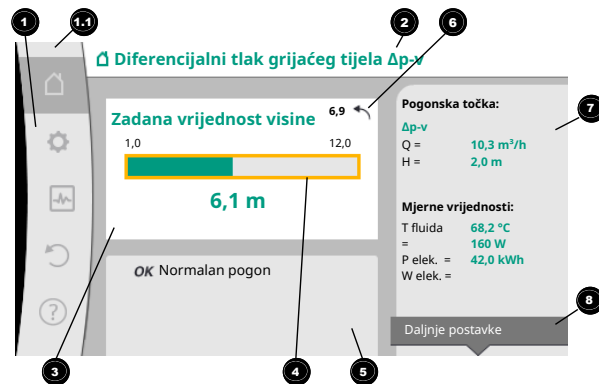 1
1.1
2
6
Diferencijalni tlak grijaćeg tijela Δp-v
Zadana vrijednost visine
6,9
1,0
12,0
6,1 m
OK Normalan pogon
Pogonska točka:
Δp-v
Q = 10,3 m³/h
H = 2,0 m
Mjerne vrijednosti:
T fluida 68,2 °C
= 160 W
P elek. = 42,0 kWh
W elek. =
Daljnje postavke
7
8
3
4
5